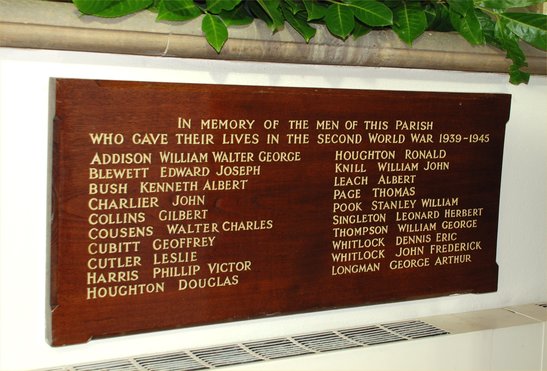 IN MEMORY OF THE MEN OF THIS PARISH
WHO GAVE THEIR LIVES IN THE SECOND WORLD WAR 1939-1945
ADDISON WILLIAM WALTER GEORGE
BLEWETT EDWARD JOSEPH
BUSH KENNETH ALBERT
CHARLIER JOHN
COLLINS GILBERT
COUSENS WALTER CHARLES
CUBITT GEOFFREY
CUTLER LESLIE
HARRIS PHILLIP VICTOR
HOUGHTON DOUGLAS
HOUGHTON RONALD
KNILL WILLIAM JOHN
LEACH ALBERT
PAGE THOMAS
POOK STANLEY WILLIAM
SINGLETON LEONARD HERBERT
THOMPSON WILLIAM GEORGE
WHITLOCK DENNIS ERIC
WHITLOCK JOHN FREDERICK
LONGMAN GEORGE ARTHUR